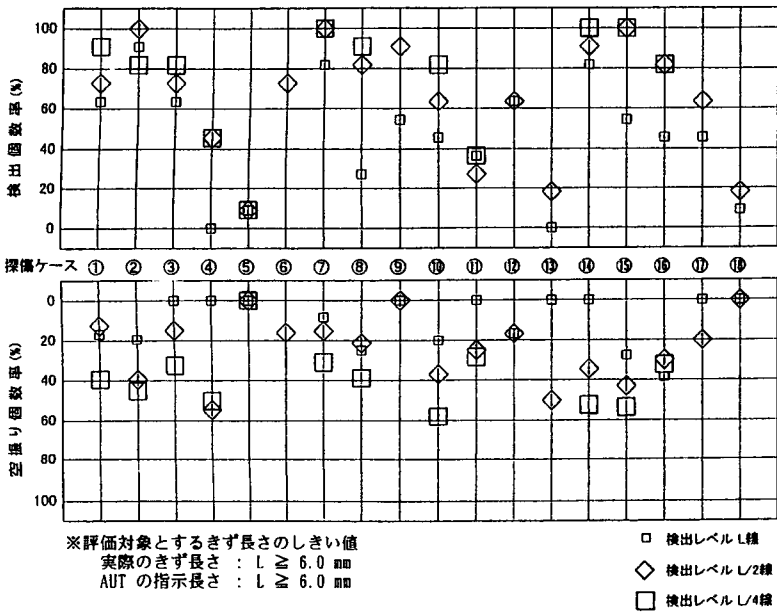 検出個数率(%)
100
80
60
40
20
0
探傷ケース ① ② ③ ④ ⑤ ⑥ ⑦ ⑧ ⑨ ⑩ ⑪ ⑫ ⑬ ⑭ ⑮ ⑯ ⑰ ⑱
空振り個数率(%)
0
20
40
60
80
100
※評価対象とするきず長さのしきい値
実際のきず長さ : L ≧ 6.0 mm
AUT の指示長さ : L ≧ 6.0 mm
検出レベル L線
検出レベル L/2線
検出レベル L/4線